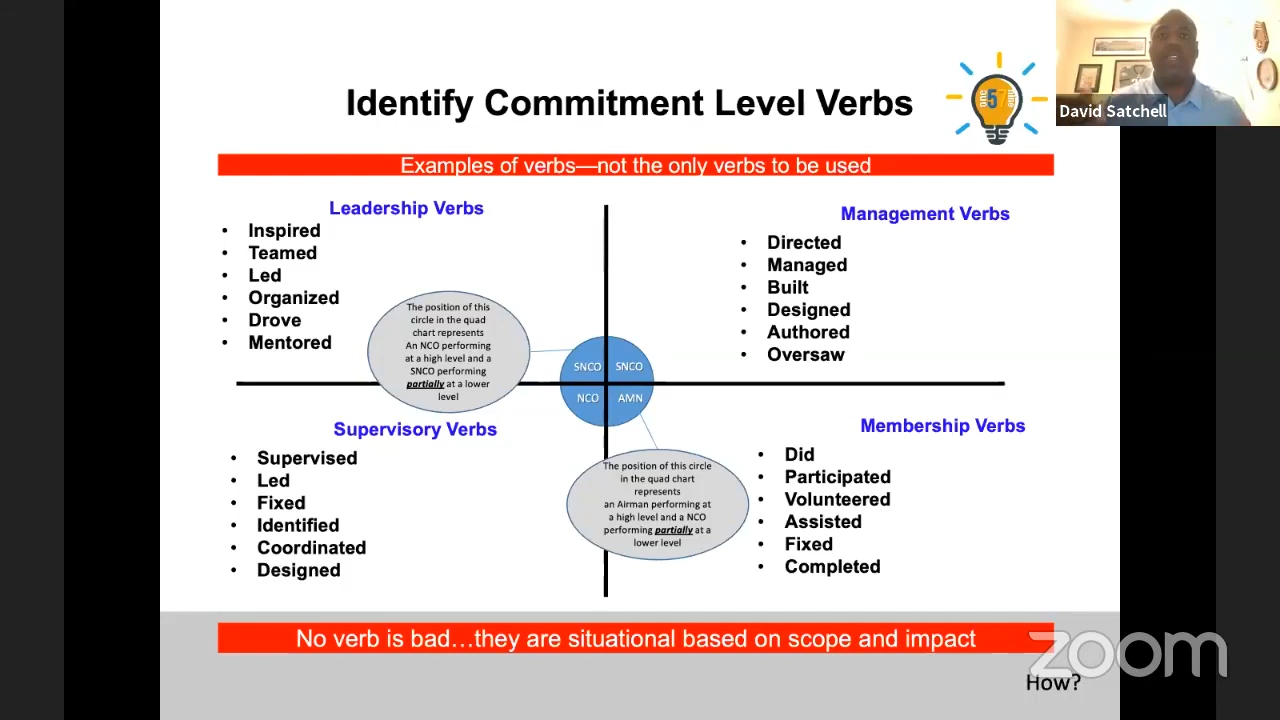 Identify Commitment Level Verbs
David Satchell
Examples of verbs—not the only verbs to be used
Leadership Verbs
• Inspired
• Teamed
• Led
• Organized
• Drove
• Mentored
Management Verbs
• Directed
• Managed
• Built
• Designed
• Authored
• Oversaw
The position of this
circle in the quad
chart represents
An NCO performing
at a high level and a
SNCO performing
partially at a lower
level
SNCO SNCO
NCO AMN
Supervisory Verbs
• Supervised
• Led
• Fixed
• Identified
• Coordinated
• Designed
The position of this circle
in the quad chart
represents
an Airman performing at
a high level and a NCO
performing partially at a
lower level
Membership Verbs
• Did
• Participated
• Volunteered
• Assisted
• Fixed
• Completed
No verb is bad…they are situational based on scope and impact
zoom
How?